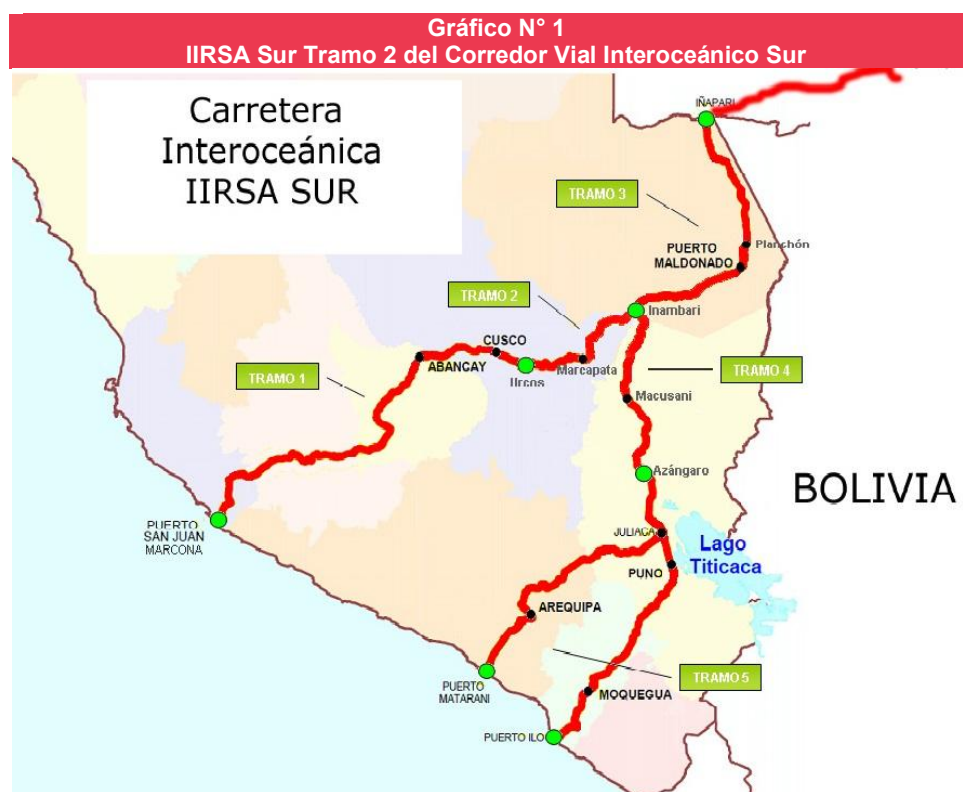 Gráfico N° 1
IIRSA Sur Tramo 2 del Corredor Vial Interoceánico Sur
Carretera
Interoceánica
IIRSA SUR
IÑAPARI
TRAMO 3
Planchón
PUERTO
MALDONADO
TRAMO 2
Inambari
CUSCO
ABANCAY
Urcos
Marcapata
TRAMO 1
TRAMO 4
Macusani
Azángaro
BOLIVIA
PUERTO
SAN JUAN
MARCONA
JULIACA
Lago
Titicaca
PUNO
AREQUIPA
TRAMO 5
PUERTO
MATARANI
MOQUEGUA
PUERTO ILO